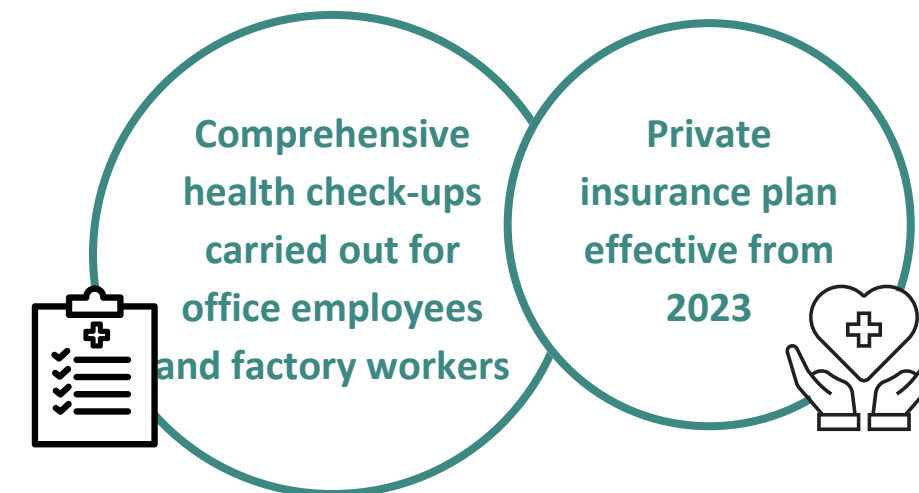 Comprehensive
health check-ups
carried out for
office employees
and factory workers
Private
insurance plan
effective from
2023